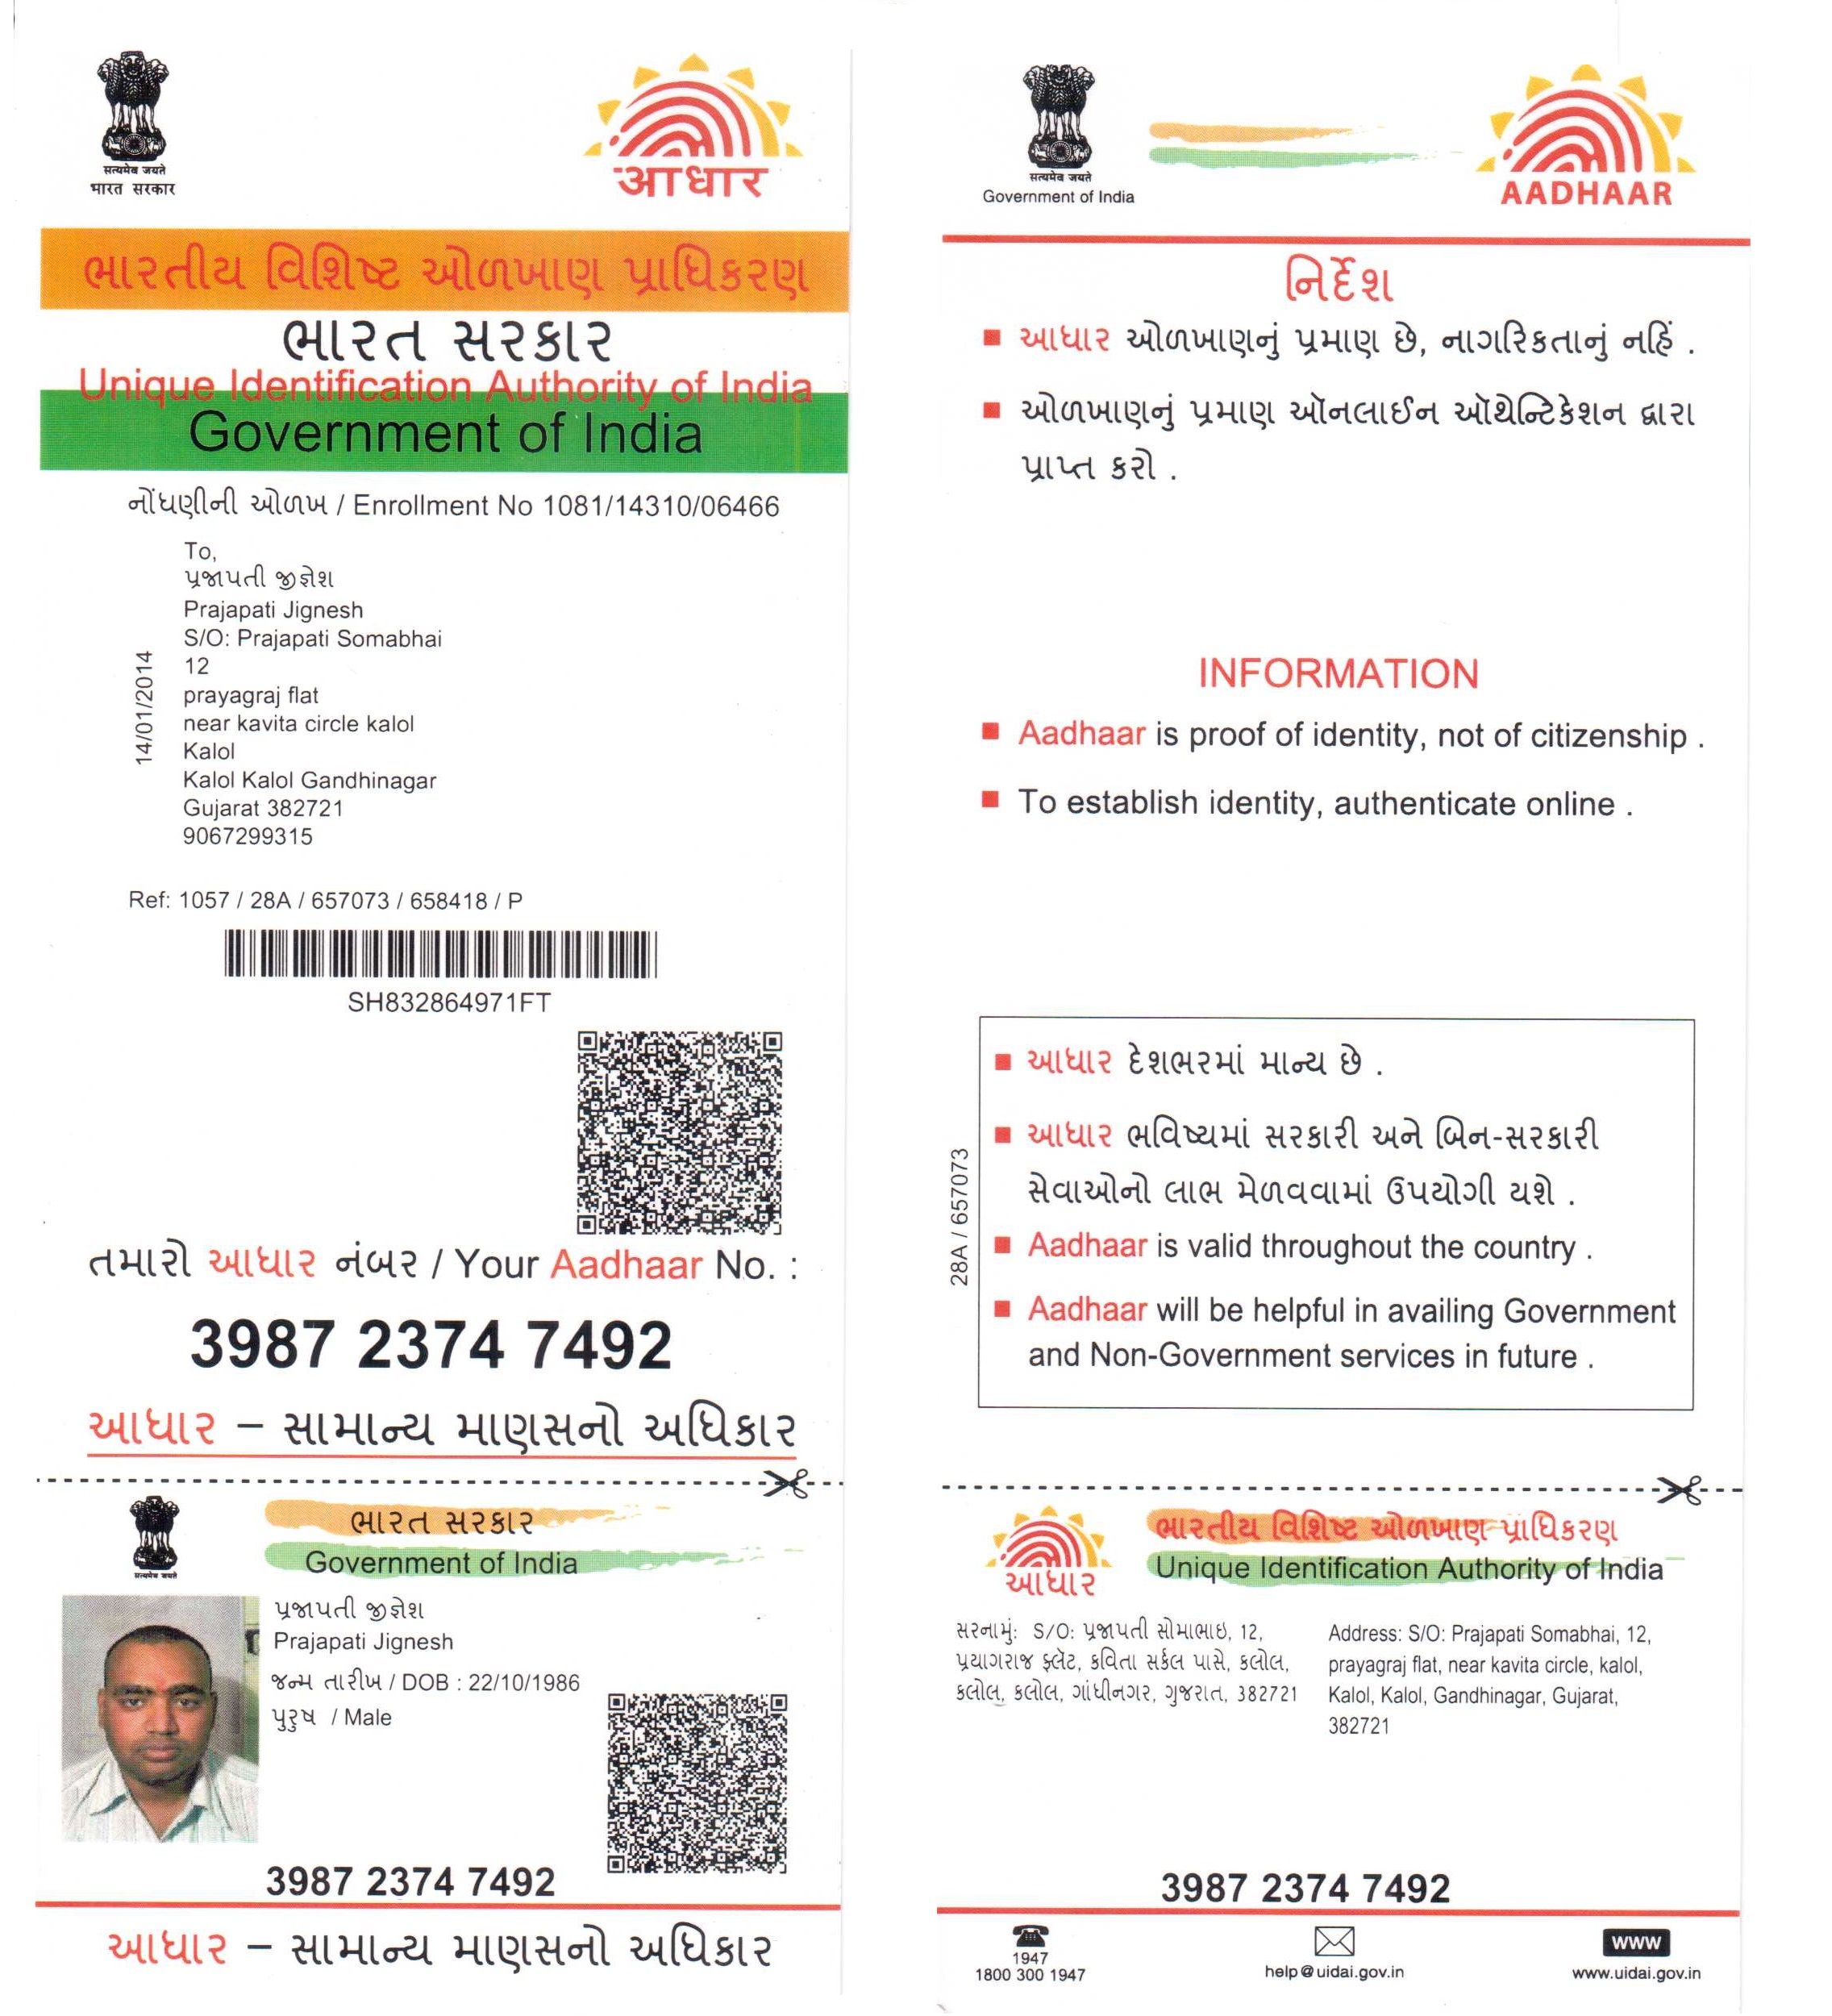 सत्यमेव जयते
भारत सरकार
आधार
ભારતીય વિશિષ્ટ ઓળખાણ પ્રાધિકરણ
ભારત સરકાર
Unique Identification Authority of India
Government of India
નોંધણીની ઓળખ / Enrollment No 1081/14310/06466
To,
પ્રજાપતી જીજ્ઞેશ
Prajapati Jignesh
S/O: Prajapati Somabhai
12
prayagraj flat
near kavita circle kalol
Kalol
Kalol Kalol Gandhinagar
Gujarat 382721
9067299315
14/01/2014
Ref: 1057 / 28A / 657073 / 658418 / P
SH832864971FT
તમારો આધાર નંબર / Your Aadhaar No. :
3987 2374 7492
આધાર – સામાન્ય માણસનો અધિકાર
सत्यमेव जयते
ભારત સરકાર
Government of India
પ્રજાપતી જીજ્ઞેશ
Prajapati Jignesh
જન્મ તારીખ / DOB : 22/10/1986
પુરુષ / Male
3987 2374 7492
આધાર – સામાન્ય માણસનો અધિકાર
सत्यमेव जयते
Government of India
AADHAAR
નિર્દેશ
આધાર ઓળખાણનું પ્રમાણ છે, નાગરિકતાનું નહિં .
ઓળખાણનું પ્રમાણ ઑનલાઈન ઑથેન્ટિકેશન દ્વારા
પ્રાપ્ત કરો .
INFORMATION
Aadhaar is proof of identity, not of citizenship .
To establish identity, authenticate online .
આધાર દેશભરમાં માન્ય છે .
આધાર ભવિષ્યમાં સરકારી અને બિન-સરકારી
સેવાઓનો લાભ મેળવવામાં ઉપયોગી થશે .
Aadhaar is valid throughout the country .
Aadhaar will be helpful in availing Government
and Non-Government services in future .
28A / 657073
આધાર
ભારતીય વિશિષ્ટ ઓળખાણ પ્રાધિકરણ
Unique Identification Authority of India
સરનામું: S/O: પ્રજાપતી સોમાભાઇ, 12,
પ્રયાગરાજ ફ્લૅટ, કવિતા સર્કલ પાસે, કલોલ,
કલોલ, કલોલ, ગાંધીનગર, ગુજરાત, 382721
Address: S/O: Prajapati Somabhai, 12,
prayagraj flat, near kavita circle, kalol,
Kalol, Kalol, Gandhinagar, Gujarat,
382721
3987 2374 7492
1947
1800 300 1947
help@uidai.gov.in
WWW
www.uidai.gov.in